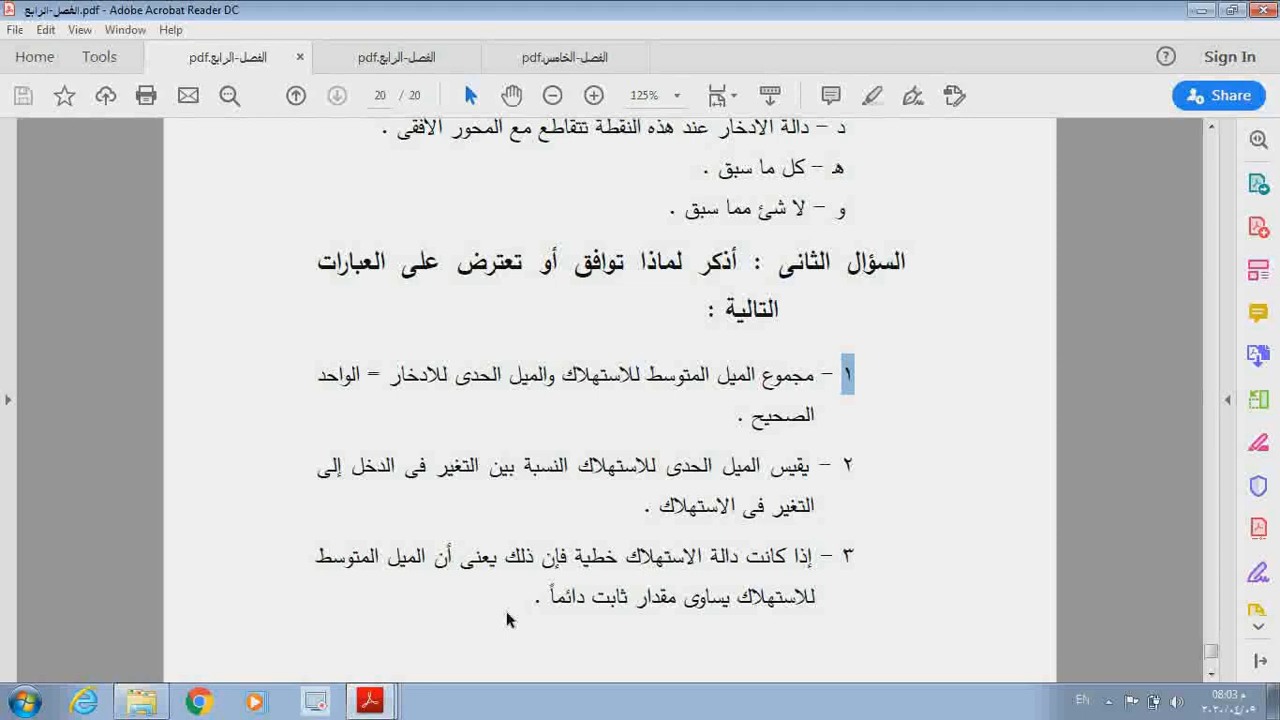 الفصل-الرابع.pdf - Adobe Acrobat Reader DC
File Edit View Window Help
Home Tools الفصل-الرابع.pdf × الفصل-الرابع.pdf الفصل-الخامس.pdf ? Sign In
20 / 20 125% Share
د – دالة الادخار عند هذه النقطة تتقاطع مع المحور الأفقى .
هـ – كل ما سبق .
و – لا شئ مما سبق .
السؤال الثانى : أذكر لماذا توافق أو تعترض على العبارات
التالية :
١ – مجموع الميل المتوسط للاستهلاك والميل الحدى للادخار = الواحد
الصحيح .
٢ – يقيس الميل الحدى للاستهلاك النسبة بين التغير فى الدخل إلى
التغير فى الاستهلاك .
٣ – إذا كانت دالة الاستهلاك خطية فإن ذلك يعنى أن الميل المتوسط
للاستهلاك يساوى مقدار ثابت دائماً .
EN 08:03 م
٢٠٢٠/٠٤/٠٩